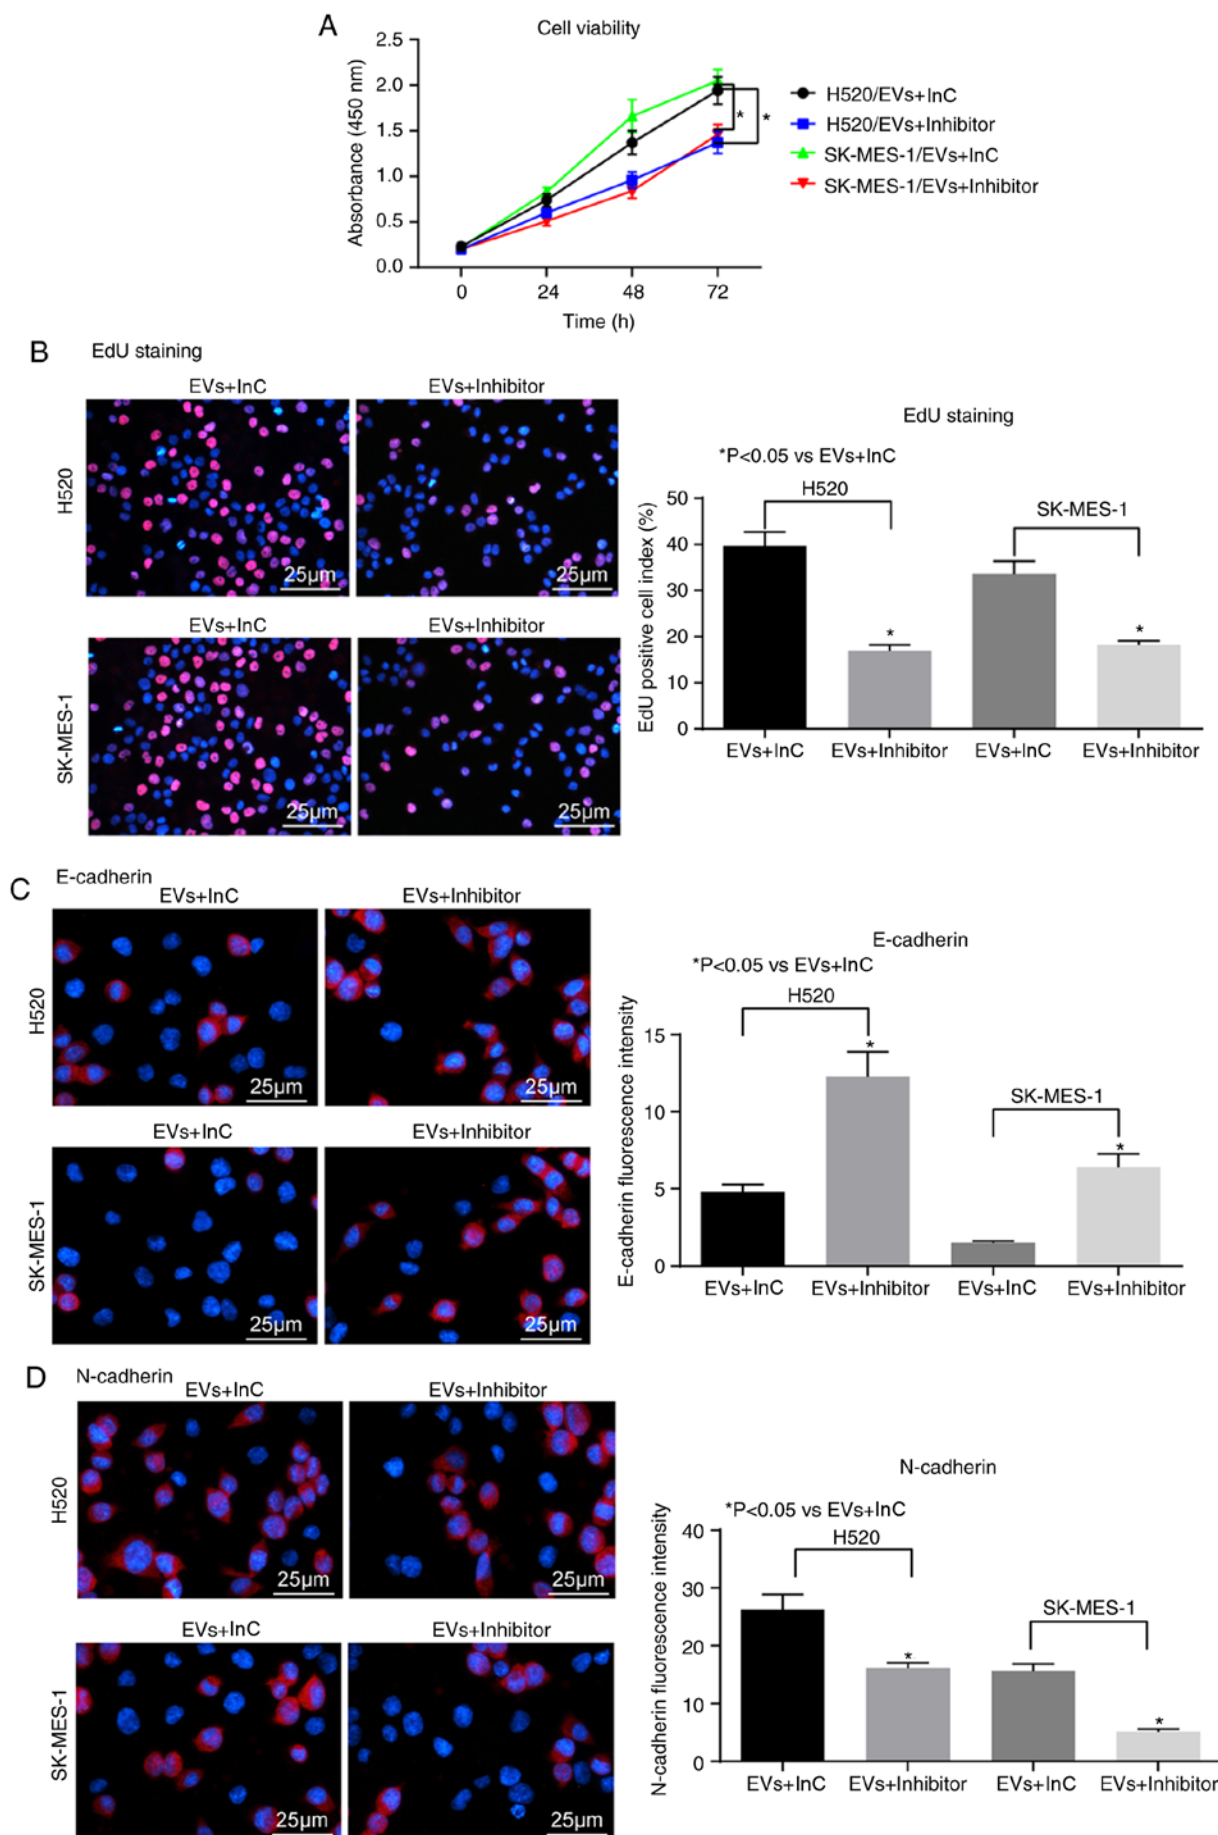 A
Cell viability
Absorbance (450 nm)
2.5
2.0
1.5
1.0
0.5
0.0
0 24 48 72
Time (h)
* *
H520/EVs+InC
H520/EVs+Inhibitor
SK-MES-1/EVs+InC
SK-MES-1/EVs+Inhibitor
B
EdU staining
EVs+InC EVs+Inhibitor
H520
25μm 25μm
EVs+InC EVs+Inhibitor
SK-MES-1
25μm 25μm
EdU staining
*P<0.05 vs EVs+InC
H520
SK-MES-1
EdU positive cell index (%)
50
40
30
20
10
0
* *
EVs+InC EVs+Inhibitor EVs+InC EVs+Inhibitor
C
E-cadherin
EVs+InC EVs+Inhibitor
H520
25μm 25μm
EVs+InC EVs+Inhibitor
SK-MES-1
25μm 25μm
E-cadherin
*P<0.05 vs EVs+InC
H520
SK-MES-1
E-cadherin fluorescence intensity
15
10
5
0
* *
EVs+InC EVs+Inhibitor EVs+InC EVs+Inhibitor
D
N-cadherin
EVs+InC EVs+Inhibitor
H520
25μm 25μm
EVs+InC EVs+Inhibitor
SK-MES-1
25μm 25μm
N-cadherin
*P<0.05 vs EVs+InC
H520
SK-MES-1
N-cadherin fluorescence intensity
40
30
20
10
0
* *
EVs+InC EVs+Inhibitor EVs+InC EVs+Inhibitor